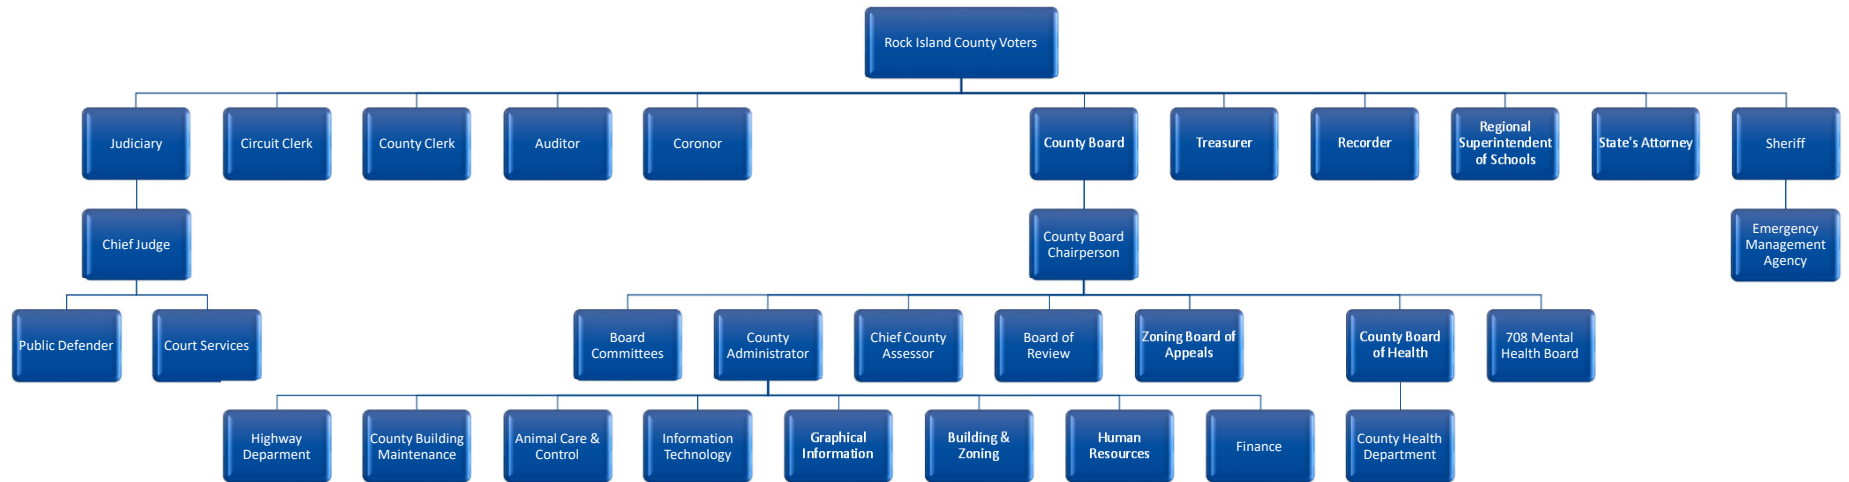 Rock Island County Voters
Judiciary
Circuit Clerk
County Clerk
Auditor
Coronor
County Board
Treasurer
Recorder
Regional
Superintendent
of Schools
State's Attorney
Sheriff
Chief Judge
County Board
Chairperson
Emergency
Management
Agency
Public Defender
Court Services
Board
Committees
County
Administrator
Chief County
Assessor
Board of
Review
Zoning Board of
Appeals
County Board
of Health
708 Mental
Health Board
Highway
Deparment
County Building
Maintenance
Animal Care &
Control
Information
Technology
Graphical
Information
Building &
Zoning
Human
Resources
Finance
County Health
Department